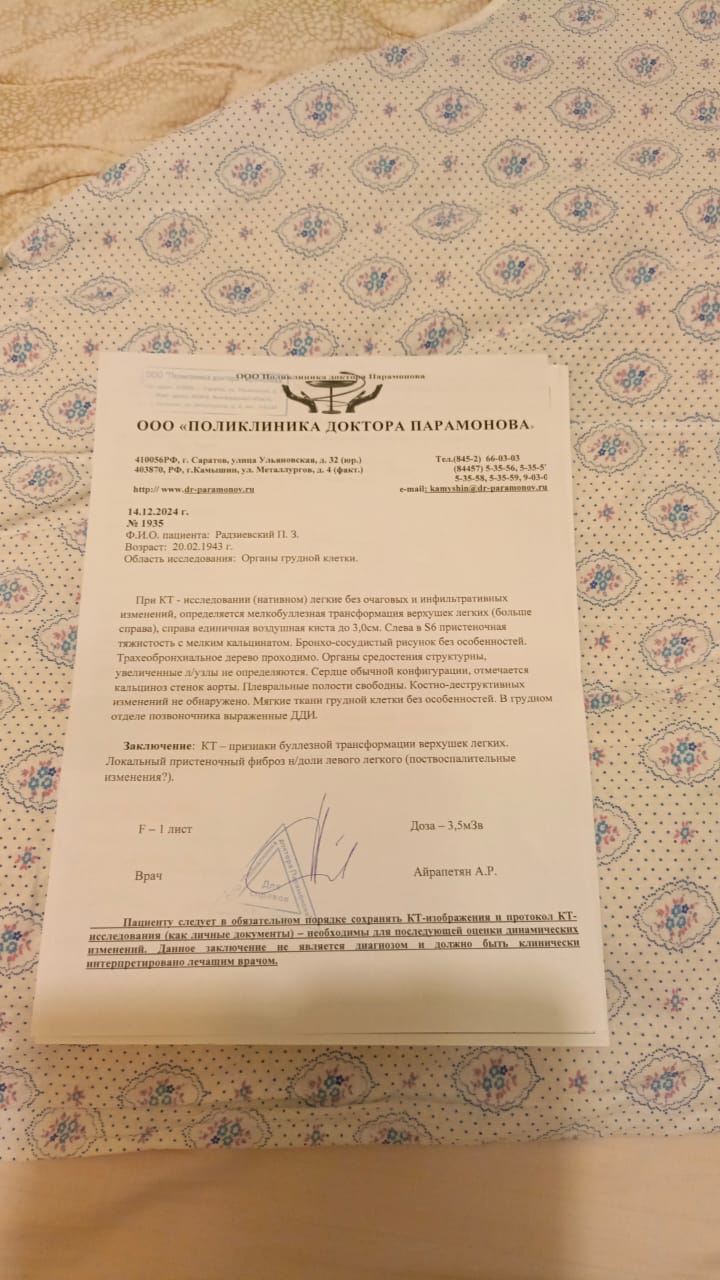 ООО Поликлиника доктора Парамонова
ООО «ПОЛИКЛИНИКА ДОКТОРА ПАРАМОНОВА»
410056РФ, г. Саратов, улица Ульяновская, д. 32 (юр.)
403870, РФ, г.Камышин, ул. Металлургов, д. 4 (факт.)
Тел.(845-2) 66-03-03
(84457) 5-35-56, 5-35-5
5-35-58, 5-35-59, 9-03-0
http:// www.dr-paramonov.ru
e-mail: kamyshin@dr-paramonov.ru
14.12.2024 г.
№ 1935
Ф.И.О. пациента: Радзиевский П. З.
Возраст: 20.02.1943 г.
Область исследования: Органы грудной клетки.
При КТ - исследовании (нативном) легкие без очаговых и инфильтративных
изменений, определяется мелкобуллезная трансформация верхушек легких (больше
справа), справа единичная воздушная киста до 3,0см. Слева в S6 пристеночная
тяжистость с мелким кальцинатом. Бронхо-сосудистый рисунок без особенностей.
Трахеобронхиальное дерево проходимо. Органы средостения структурны,
увеличенные л/узлы не определяются. Сердце обычной конфигурации, отмечается
кальциноз стенок аорты. Плевральные полости свободны. Костно-деструктивных
изменений не обнаружено. Мягкие ткани грудной клетки без особенностей. В грудном
отделе позвоночника выраженные ДДИ.
Заключение: КТ – признаки буллезной трансформации верхушек легких.
Локальный пристеночный фиброз н/доли левого легкого (поствоспалительные
изменения?).
F – 1 лист
Доза – 3,5мЗв
Врач
Айрапетян А.Р.
Для
доктора Парамонова
Пациенту следует в обязательном порядке сохранять КТ-изображения и протокол КТ-
исследования (как личные документы) – необходимы для последующей оценки динамических
изменений. Данное заключение не является диагнозом и должно быть клинически
интерпретировано лечащим врачом.